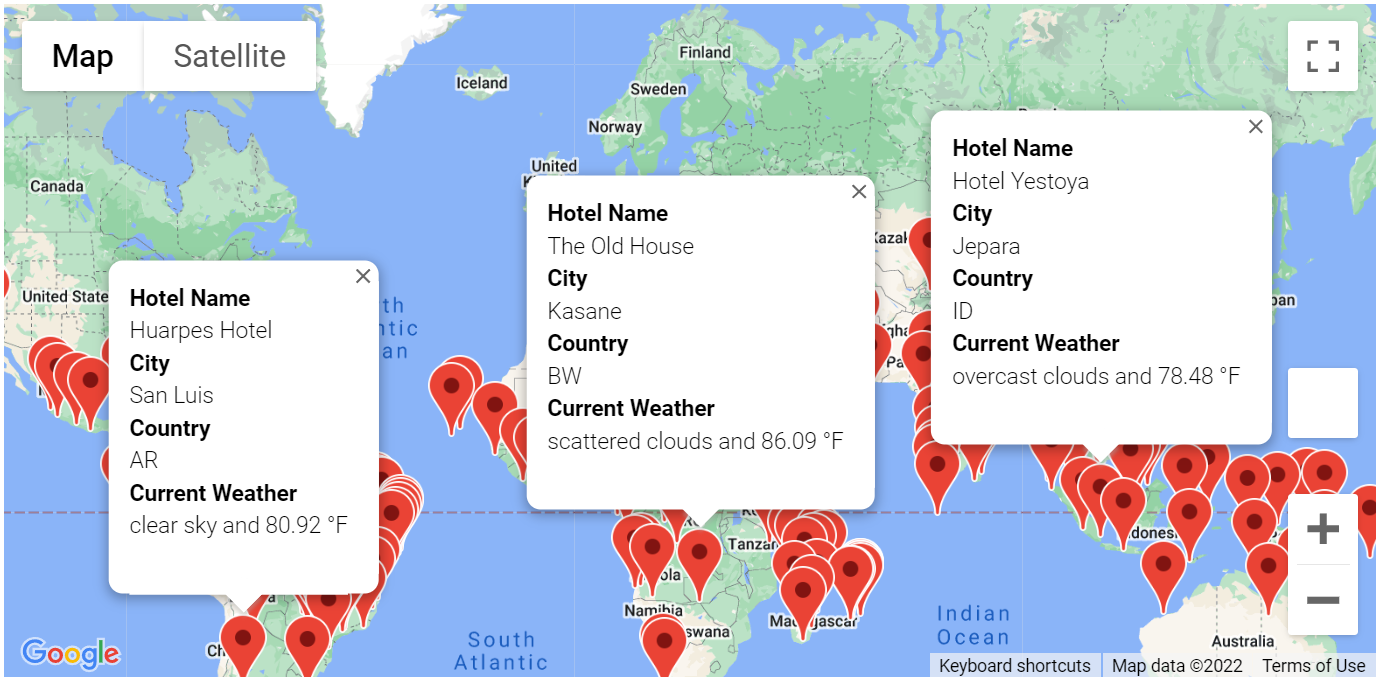 Map
Satellite
Finland
Iceland
Sweden
Norway
United
Canada
United State
Hotel Name
Huarpes Hotel
City
San Luis
Country
AR
Current Weather
clear sky and 80.92 °F
Hotel Name
The Old House
City
Kasane
Country
BW
Current Weather
scattered clouds and 86.09 °F
Hotel Name
Hotel Yestoya
City
Jepara
Country
ID
Current Weather
overcast clouds and 78.48 °F
Tanzan
Namibia
Indian
Ocean
South
Atlantic
Australia
Google
Keyboard shortcuts
Map data ©2022
Terms of Use